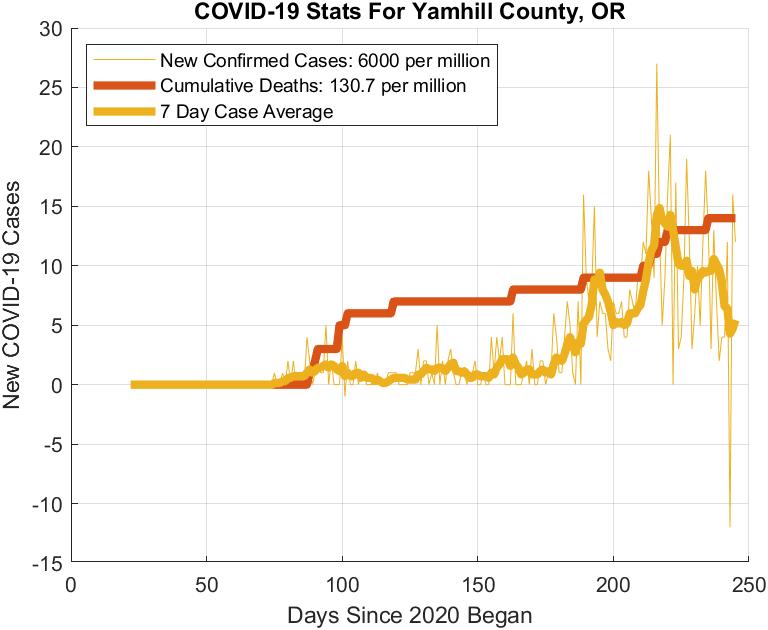 COVID-19 Stats For Yamhill County, OR
30
25
20
15
10
5
0
-5
-10
-15
New COVID-19 Cases
New Confirmed Cases: 6000 per million
Cumulative Deaths: 130.7 per million
7 Day Case Average
0 50 100 150 200 250
Days Since 2020 Began